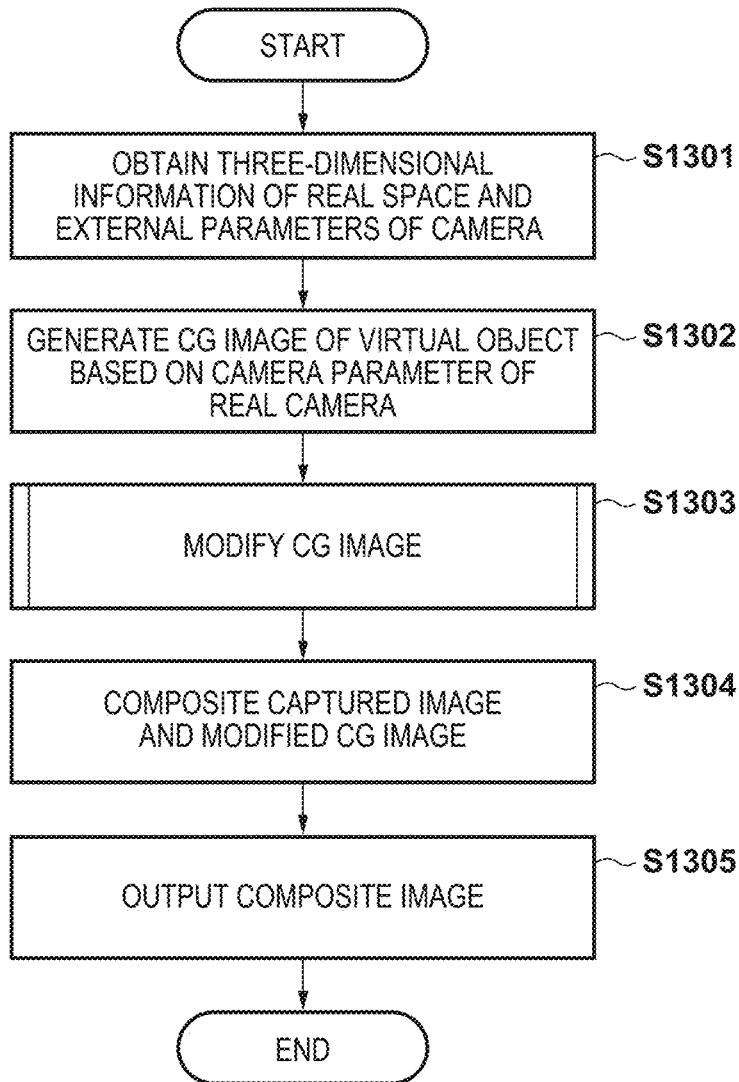 START
OBTAIN THREE-DIMENSIONAL
INFORMATION OF REAL SPACE AND
EXTERNAL PARAMETERS OF CAMERA
S1301
GENERATE CG IMAGE OF VIRTUAL OBJECT
BASED ON CAMERA PARAMETER OF
REAL CAMERA
S1302
MODIFY CG IMAGE
S1303
COMPOSITE CAPTURED IMAGE
AND MODIFIED CG IMAGE
S1304
OUTPUT COMPOSITE IMAGE
S1305
END